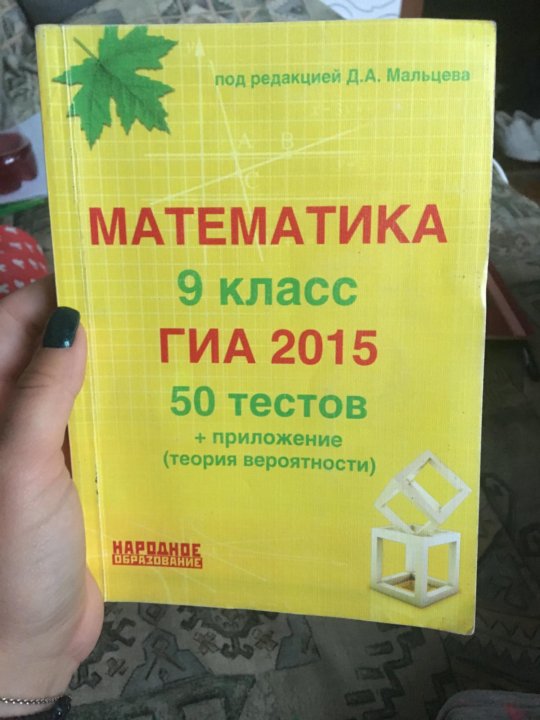 под редакцией Д.А. Мальцева
А В
С
МАТЕМАТИКА
9 класс
ГИА 2015
50 тестов
+ приложение
(теория вероятности)
НАРОДНОЕ
ОБРАЗОВАНИЕ